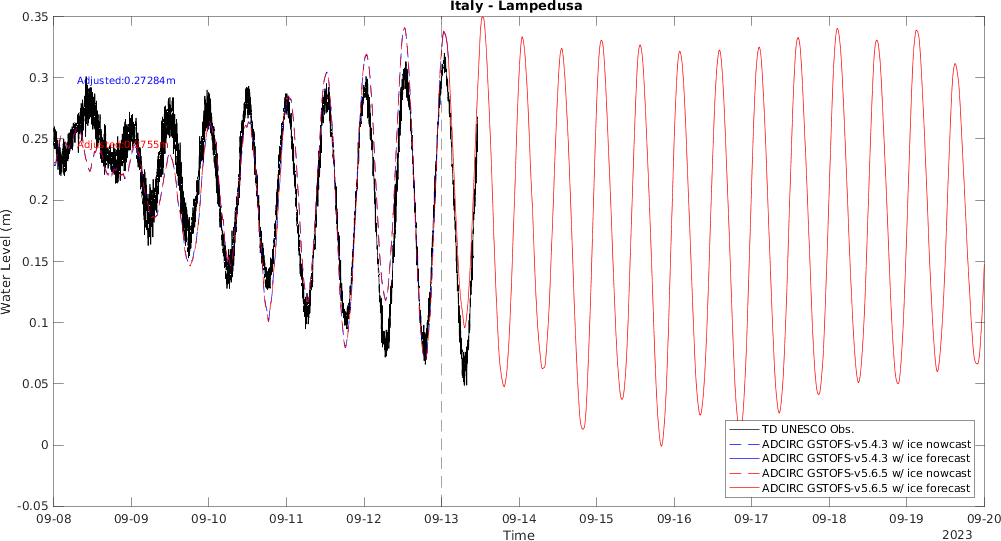 Italy - Lampedusa
0.35
0.3
0.25
0.2
0.15
0.1
0.05
0
-0.05
Water Level (m)
Adjusted:0.27284m
TD UNESCO Obs.
ADCIRC GSTOFS-v5.4.3 w/ ice nowcast
ADCIRC GSTOFS-v5.4.3 w/ ice forecast
ADCIRC GSTOFS-v5.6.5 w/ ice nowcast
ADCIRC GSTOFS-v5.6.5 w/ ice forecast
09-08 09-09 09-10 09-11 09-12 09-13 09-14 09-15 09-16 09-17 09-18 09-19 09-20
Time
2023